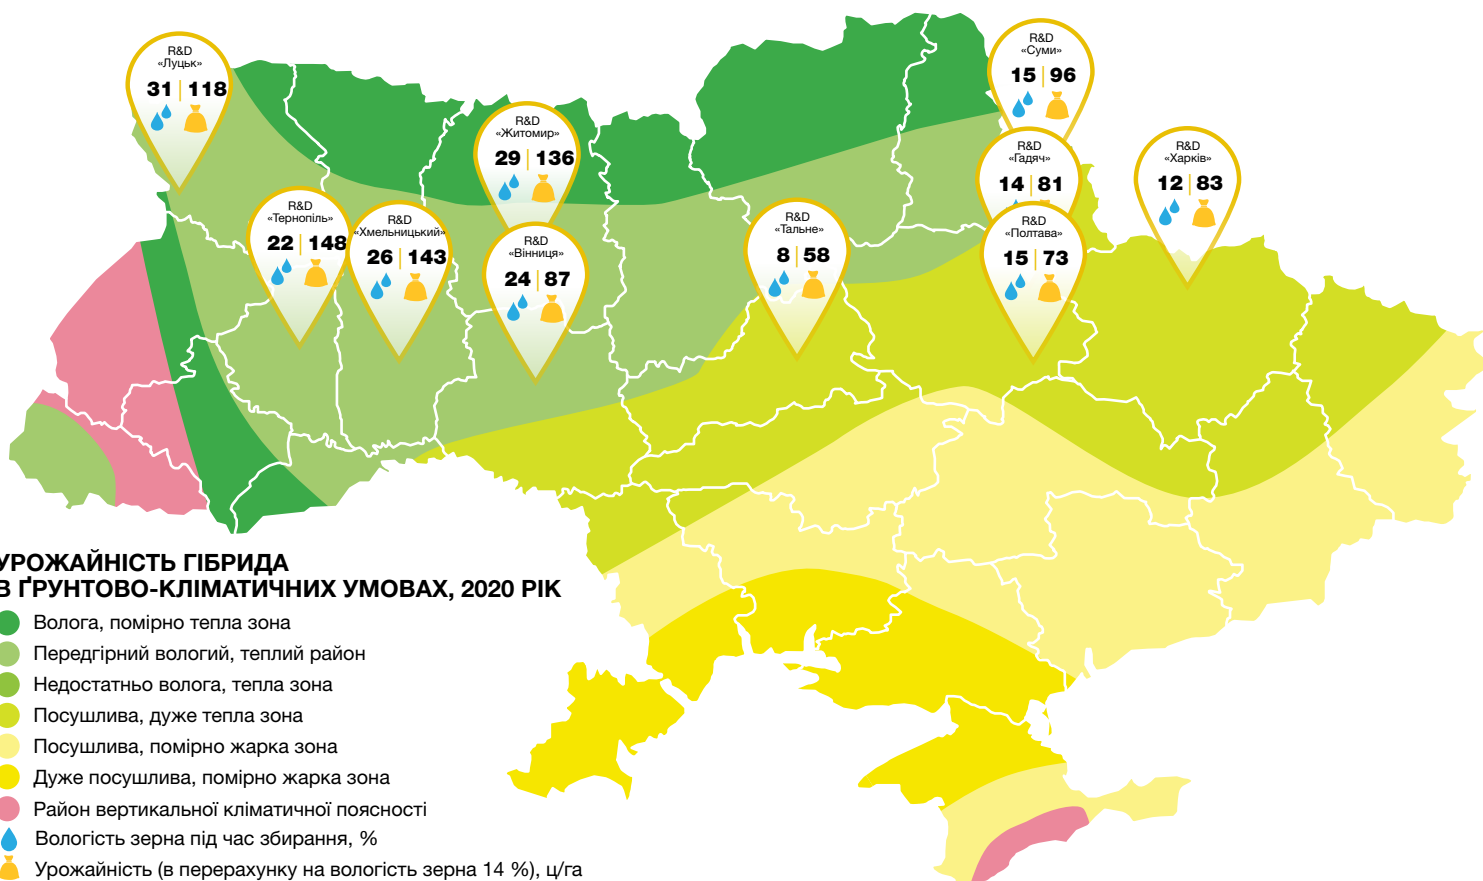 R&D
«Луцьк»
31 118
R&D
«Суми»
15 96
R&D
«Житомир»
29 136
R&D
«Гадяч»
14 81
R&D
«Харків»
12 83
R&D
«Тернопіль»
22 148
R&D
«Хмельницький»
26 143
R&D
«Вінниця»
24 87
R&D
«Тальне»
8 58
R&D
«Полтава»
15 73
УРОЖАЙНІСТЬ ГІБРИДА
В ҐРУНТОВО-КЛІМАТИЧНИХ УМОВАХ, 2020 РІК
Волога, помірно тепла зона
Передгірний вологий, теплий район
Недостатньо волога, тепла зона
Посушлива, дуже тепла зона
Посушлива, помірно жарка зона
Дуже посушлива, помірно жарка зона
Район вертикальної кліматичної поясності
Вологість зерна під час збирання, %
Урожайність (в перерахунку на вологість зерна 14 %), ц/га